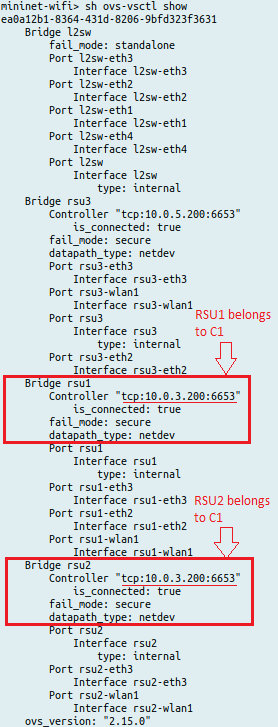 mininet-wifi> sh ovs-vsctl show
ea0a12b1-8364-431d-8206-9bfd323f3631
Bridge l2sw
fail_mode: standalone
Port l2sw-eth3
Interface l2sw-eth3
Port l2sw-eth2
Interface l2sw-eth2
Port l2sw-eth1
Interface l2sw-eth1
Port l2sw-eth4
Interface l2sw-eth4
Port l2sw
Interface l2sw
type: internal
Bridge rsu3
Controller "tcp:10.0.5.200:6653"
is_connected: true
fail_mode: secure
datapath_type: netdev
Port rsu3-eth3
Interface rsu3-eth3
Port rsu3-wlan1
Interface rsu3-wlan1
Port rsu3
Interface rsu3
type: internal
Port rsu3-eth2
Interface rsu3-eth2
RSU1 belongs
to C1
Bridge rsu1
Controller "tcp:10.0.3.200:6653"
is_connected: true
fail_mode: secure
datapath_type: netdev
Port rsu1
Interface rsu1
type: internal
Port rsu1-eth3
Interface rsu1-eth3
Port rsu1-eth2
Interface rsu1-eth2
Port rsu1-wlan1
Interface rsu1-wlan1
RSU2 belongs
to C1
Bridge rsu2
Controller "tcp:10.0.3.200:6653"
is_connected: true
fail_mode: secure
datapath_type: netdev
Port rsu2
Interface rsu2
type: internal
Port rsu2-eth3
Interface rsu2-eth3
Port rsu2-wlan1
Interface rsu2-wlan1
ovs_version: "2.15.0"